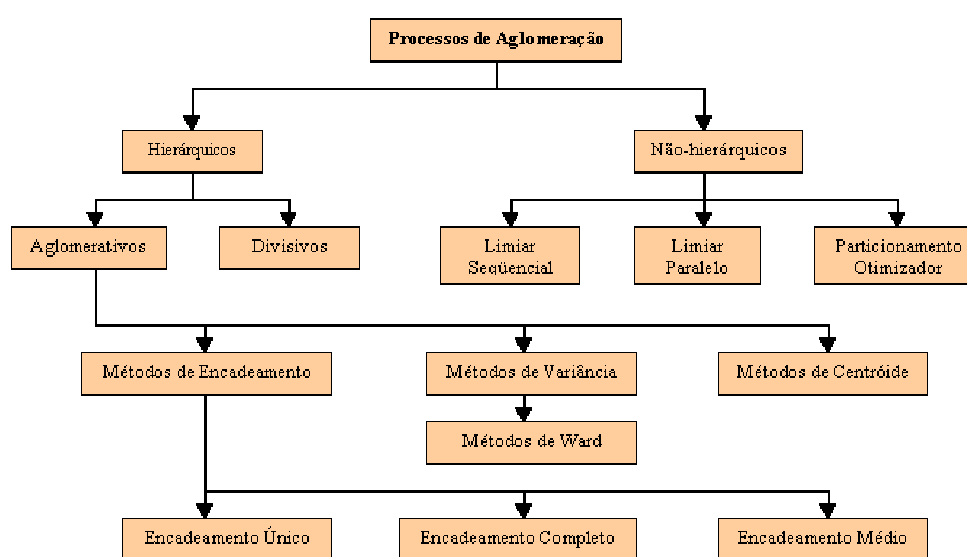 Processos de Aglomeração
Hierárquicos
Não-hierárquicos
Aglomerativos
Divisivos
Limiar
Seqüencial
Limiar
Paralelo
Particionamento
Otimizador
Métodos de Encadeamento
Métodos de Variância
Métodos de Centróide
Métodos de Ward
Encadeamento Único
Encadeamento Completo
Encadeamento Médio